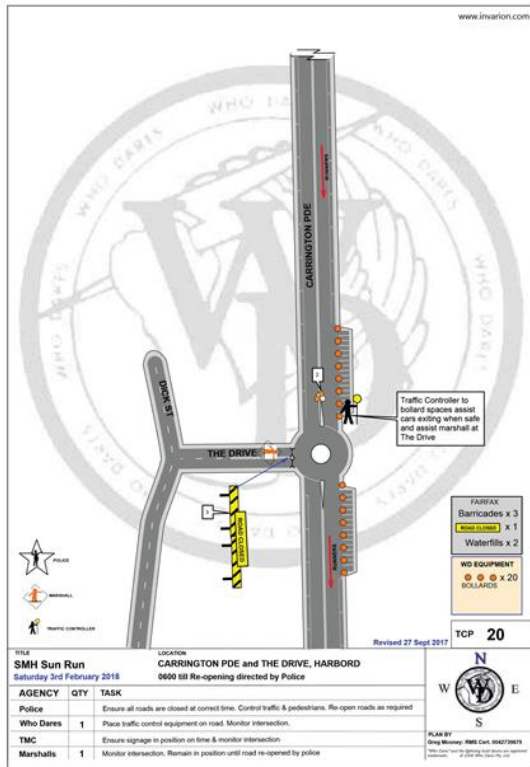 www.invarion.com
WHO DARES
WHO DARES
WHO DARES
WHO DARES
WD
RUNNERS
CARRINGTON PDE
2
DICK ST
Traffic Controller to
bollard spaces assist
cars exiting when safe
and assist marshall at
The Drive
THE DRIVE
3
ROAD CLOSED
RUNNERS
FAIRFAX
Barricades x 3
ROAD CLOSED x 1
Waterfills x 2
WD EQUIPMENT
x 20
BOLLARDS
POLICE
MARSHALL
TRAFFIC CONTROLLER
Revised 27 Sept 2017
TCP 20
TITLE
SMH Sun Run
Saturday 3rd February 2018
LOCATION
CARRINGTON PDE and THE DRIVE, HARBORD
0600 till Re-opening directed by Police
AGENCY QTY TASK
Police Ensure all roads are closed at correct time. Control traffic & pedestrians. Re-open roads as required
Who Dares 1 Place traffic control equipment on road. Monitor intersection.
TMC Ensure signage in position on time & monitor intersection
Marshalls 1 Monitor intersection. Remain in position until road re-opened by police
N
W E
S
WD
PLAN BY
Greg Mooney: RMS Cert. 0042739679